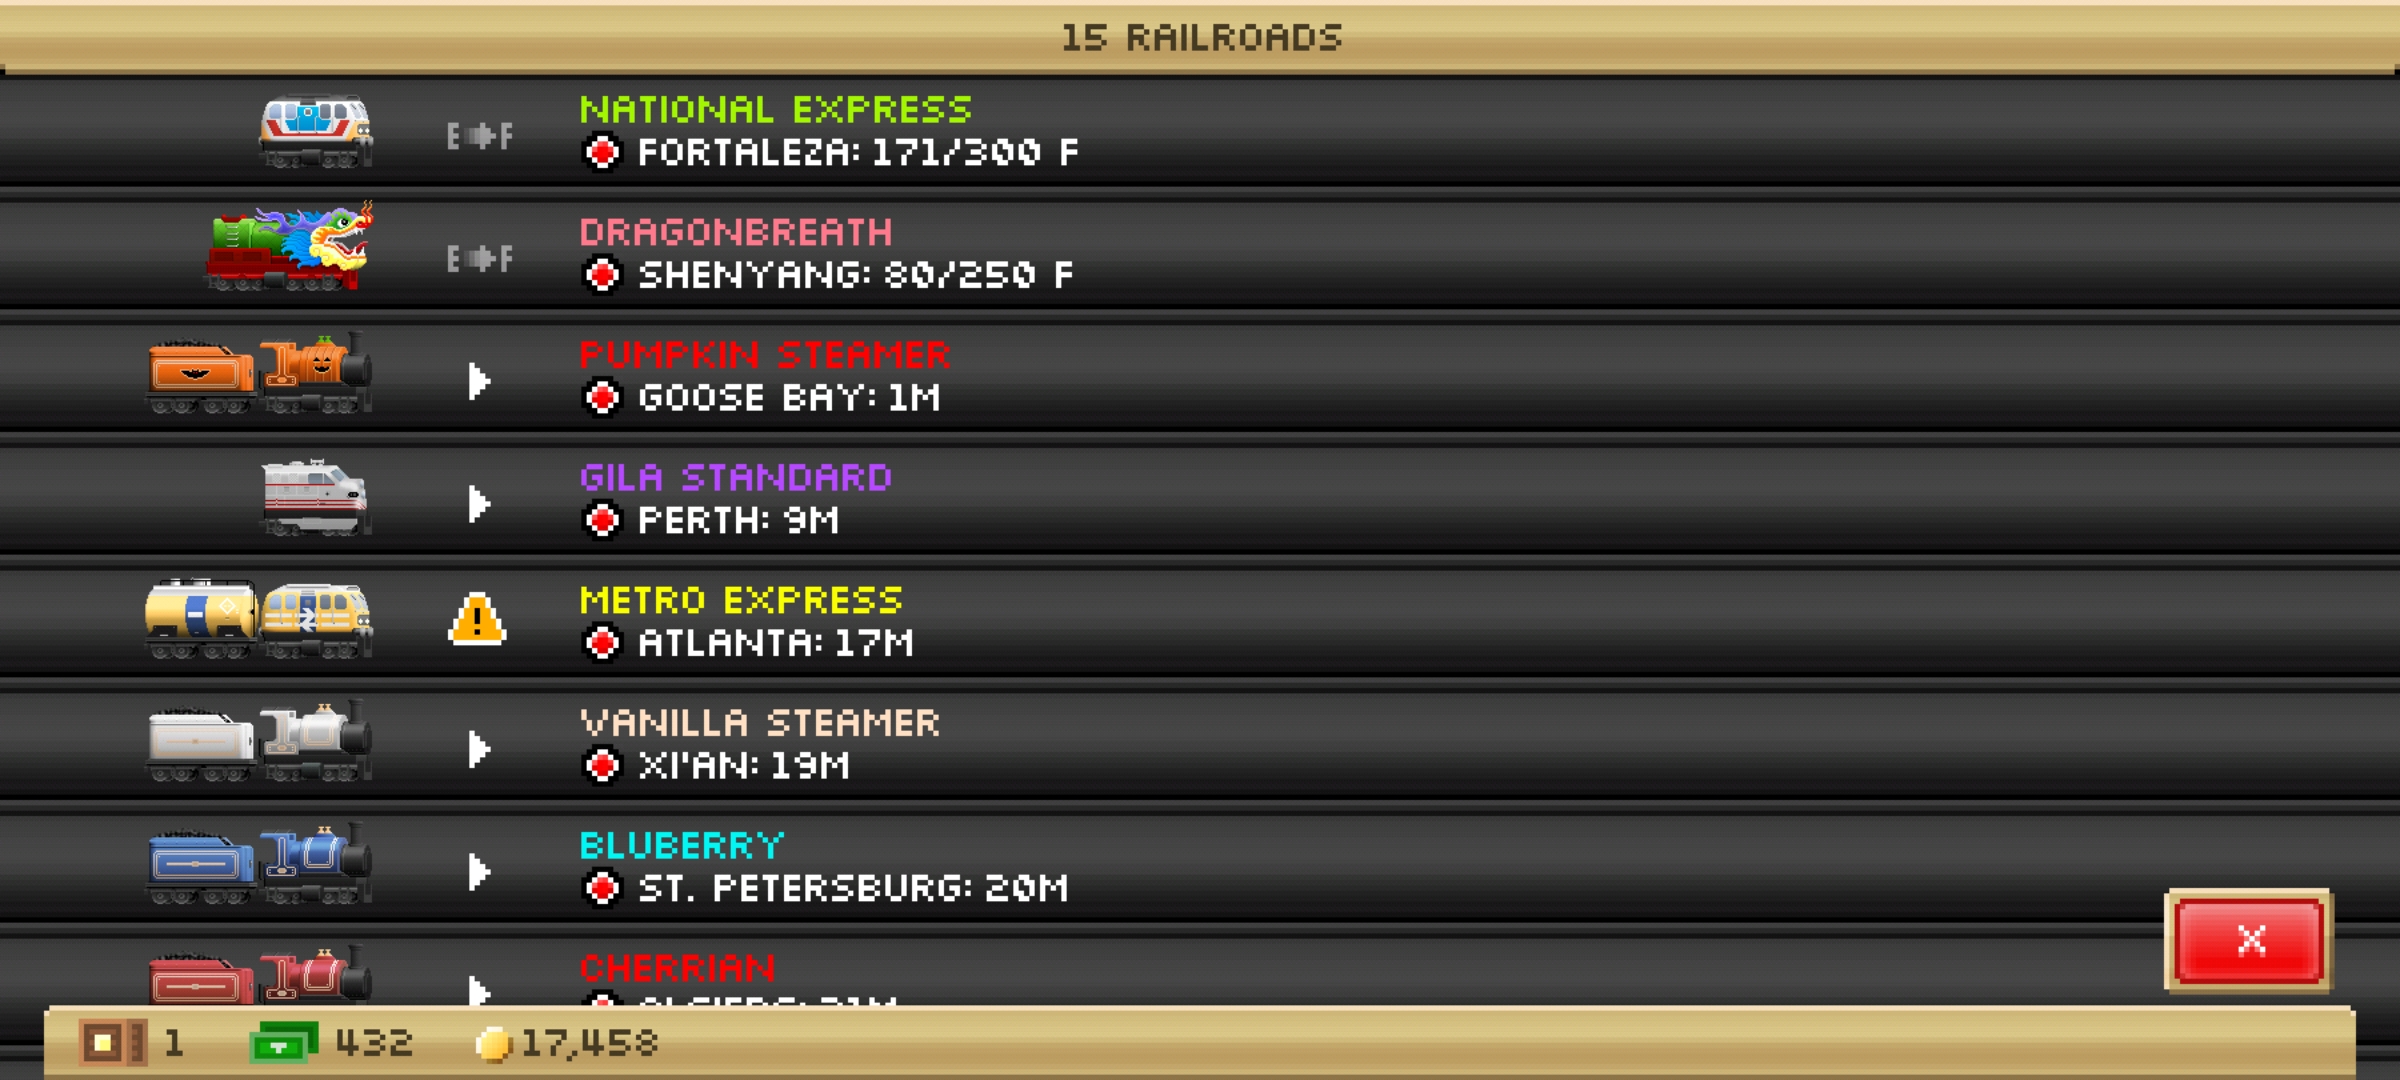 15 RAILROADS
E F
NATIONAL EXPRESS
FORTALEZA: 171/300 F
E F
DRAGONBREATH
SHENYANG: 80/250 F
PUMPKIN STEAMER
GOOSE BAY: 1M
GILA STANDARD
PERTH: 9M
!
METRO EXPRESS
ATLANTA: 17M
VANILLA STEAMER
XI'AN: 19M
BLUBERRY
ST. PETERSBURG: 20M
CHERRIAN
X
1 432 17,458